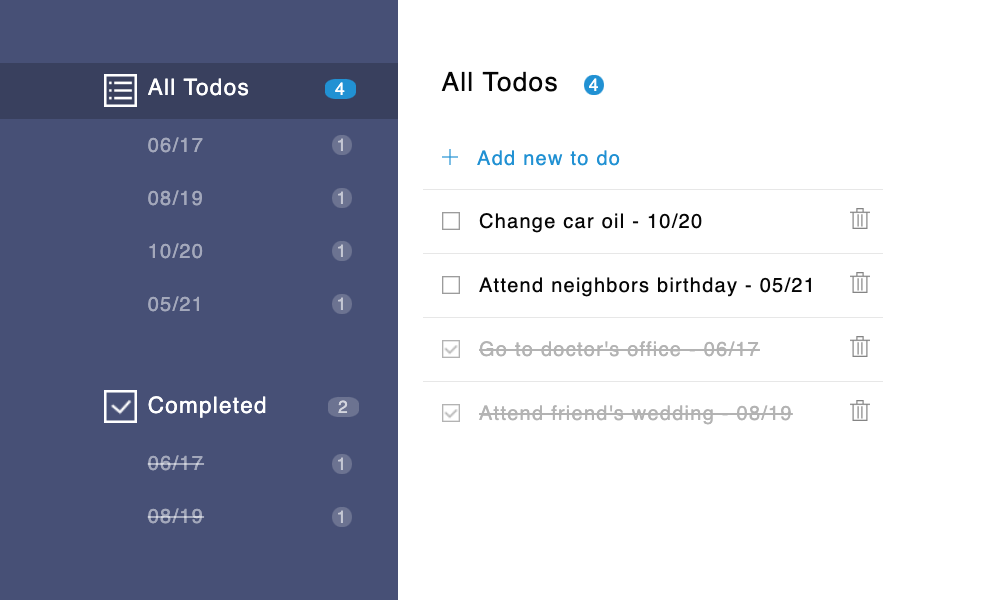 All Todos 4
06/17 1
08/19 1
10/20 1
05/21 1
Completed 2
06/17 1
08/19 1
All Todos 4
+ Add new to do
Change car oil - 10/20
Attend neighbors birthday - 05/21
Go to doctor's office - 06/17
Attend friend's wedding - 08/19